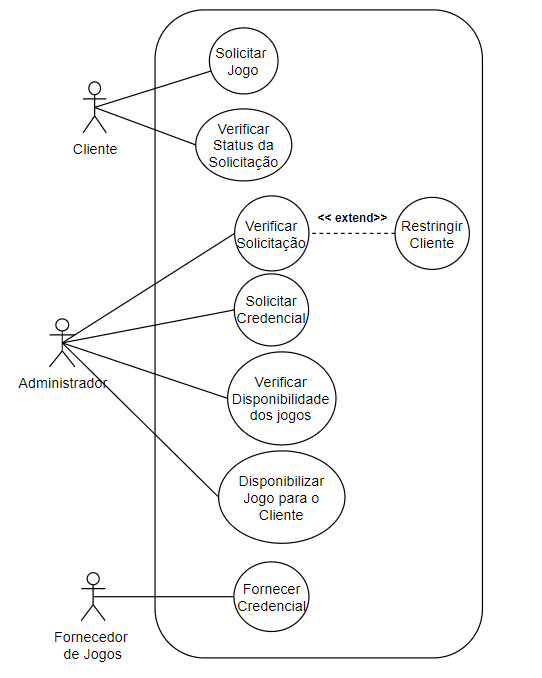 Solicitar
Jogo
Cliente
Verificar
Status da
Solicitação
Verificar
Solicitação
<< extend>>
Restringir
Cliente
Solicitar
Credencial
Administrador
Verificar
Disponibilidade
dos jogos
Disponibilizar
Jogo para o
Cliente
Fornecer
Credencial
Fornecedor
de Jogos